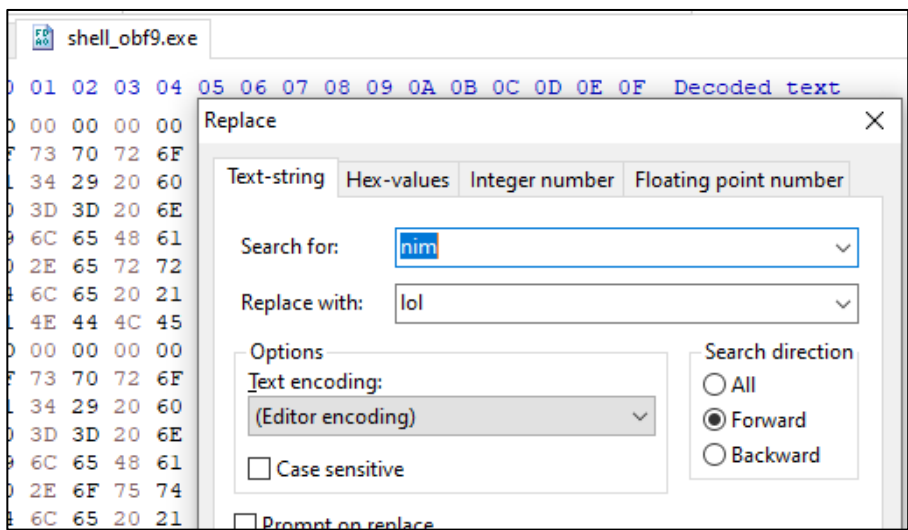 shell_obf9.exe
01 02 03 04 05 06 07 08 09 0A 0B 0C 0D 0E 0F Decoded text
00 00 00 00
73 70 72 6F
34 29 20 60
3D 3D 20 6E
6C 65 48 61
2E 65 72 72
6C 65 20 21
4E 44 4C 45
00 00 00 00
73 70 72 6F
34 29 20 60
3D 3D 20 6E
6C 65 48 61
2E 6F 75 74
6C 65 20 21
Replace
Text-string Hex-values Integer number Floating point number
Search for: nim
Replace with: lol
Options
Text encoding:
(Editor encoding)
Case sensitive
Search direction
All
Forward
Backward
Prompt on replace